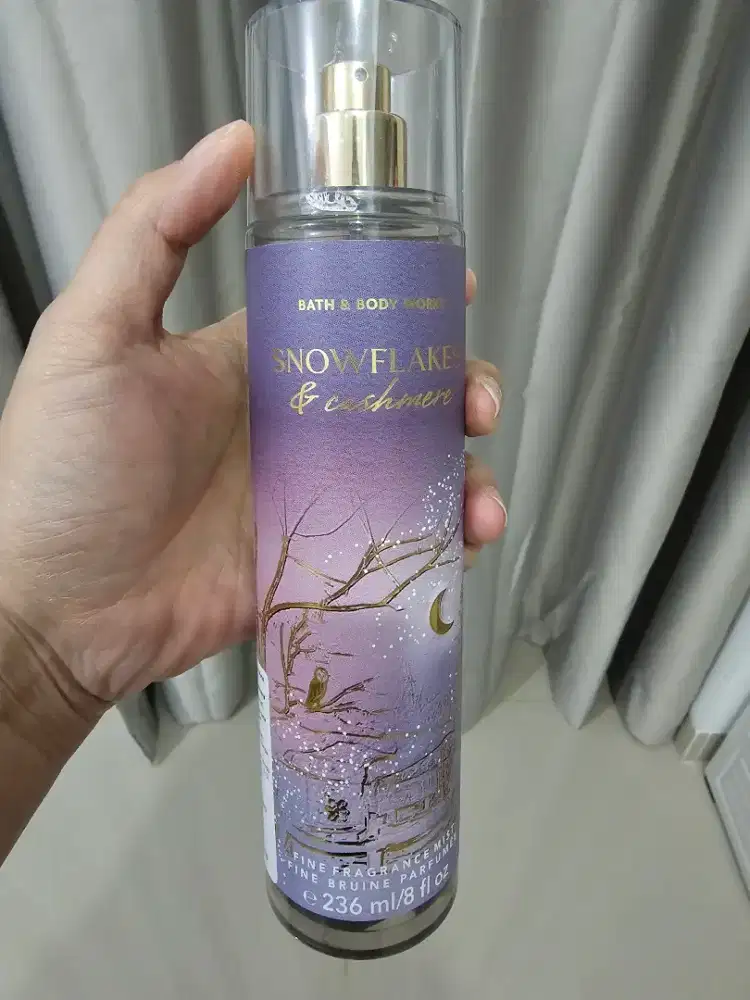 BATH & BODY WORKS
SNOWFLAKES
& cashmere
FINE FRAGRANCE MIST
FINE BRUINE PARFUMÉE
℮ 236 ml/8 fl oz